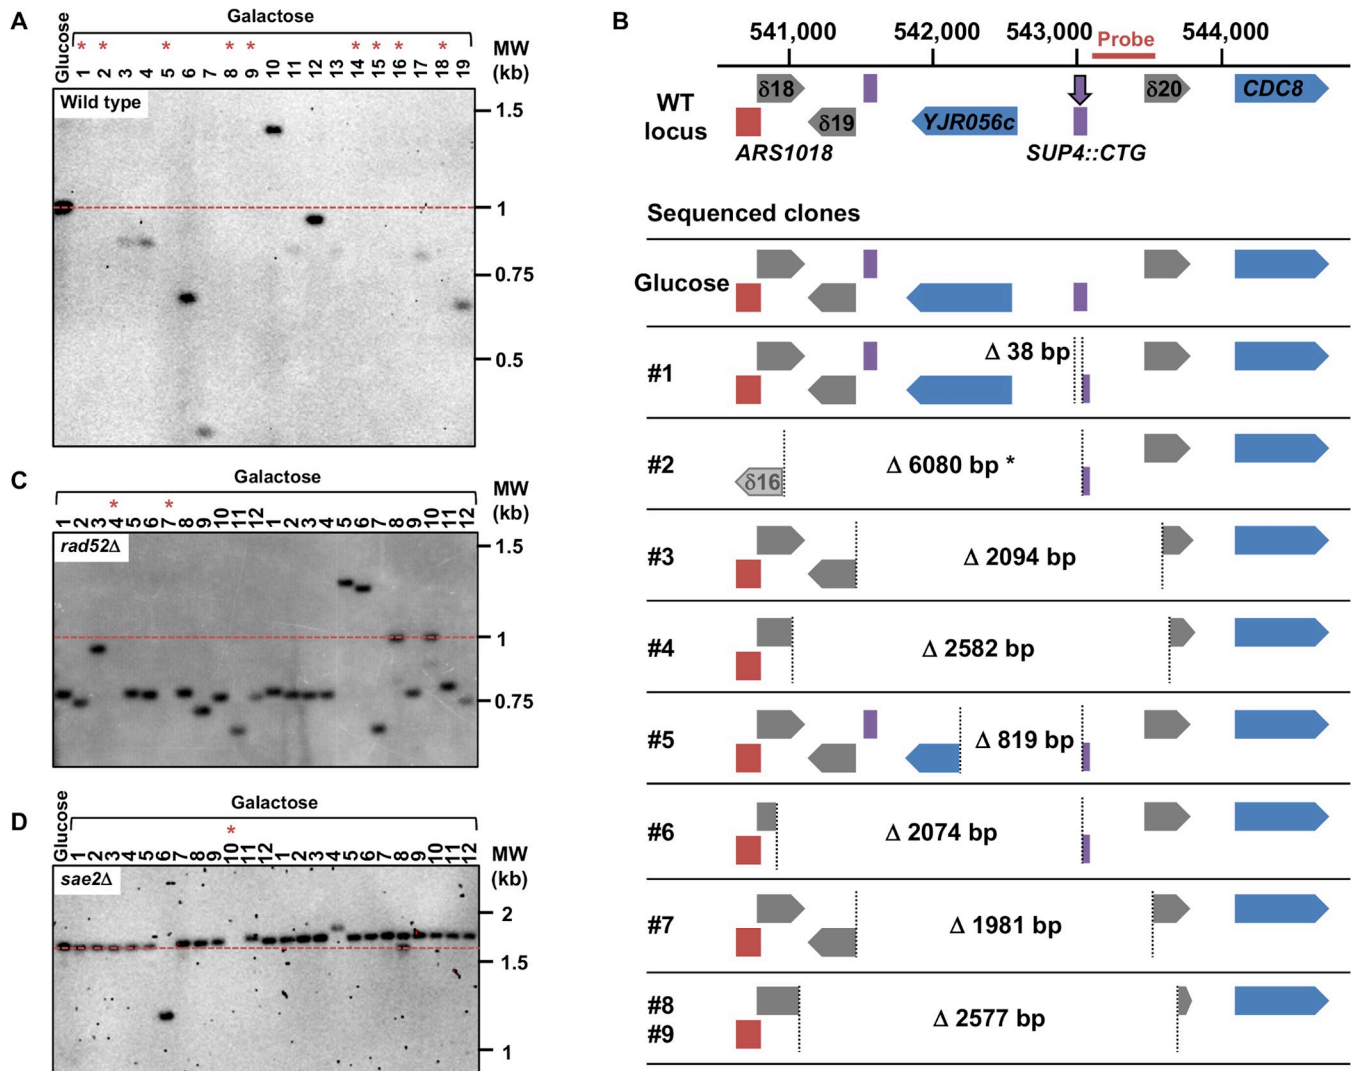 A
Galactose
Glucose
* * * * * * * * *
1 2 3 4 5 6 7 8 9 10 11 12 13 14 15 16 17 18 19
MW
(kb)
Wild type
1.5
1
0.75
0.5
C
Galactose
* *
1 2 3 4 5 6 7 8 9 10 11 12 1 2 3 4 5 6 7 8 9 10 11 12
MW
(kb)
rad52Δ
1.5
1
0.75
D
Galactose
Glucose
*
1 2 3 4 5 6 7 8 9 10 11 12 1 2 3 4 5 6 7 8 9 10 11 12
MW
(kb)
sae2Δ
2
1.5
1
B
541,000 542,000 543,000 544,000
Probe
WT
locus
δ18 δ20 CDC8
δ19 YJR056c
ARS1018 SUP4::CTG
Sequenced clones
Glucose
#1 Δ 38 bp
#2 δ16 Δ 6080 bp *
#3 Δ 2094 bp
#4 Δ 2582 bp
#5 Δ 819 bp
#6 Δ 2074 bp
#7 Δ 1981 bp
#8
#9 Δ 2577 bp